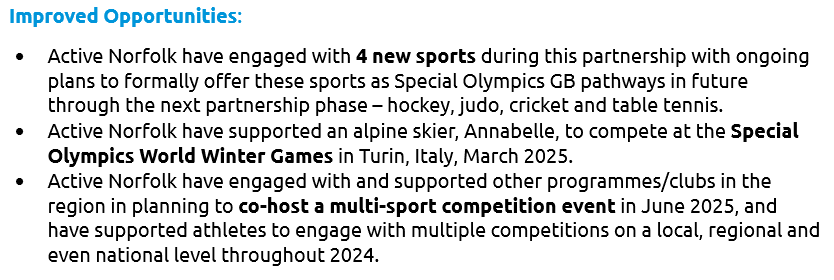 Improved Opportunities:
• Active Norfolk have engaged with 4 new sports during this partnership with ongoing
plans to formally offer these sports as Special Olympics GB pathways in future
through the next partnership phase – hockey, judo, cricket and table tennis.
• Active Norfolk have supported an alpine skier, Annabelle, to compete at the Special
Olympics World Winter Games in Turin, Italy, March 2025.
• Active Norfolk have engaged with and supported other programmes/clubs in the
region in planning to co-host a multi-sport competition event in June 2025, and
have supported athletes to engage with multiple competitions on a local, regional and
even national level throughout 2024.